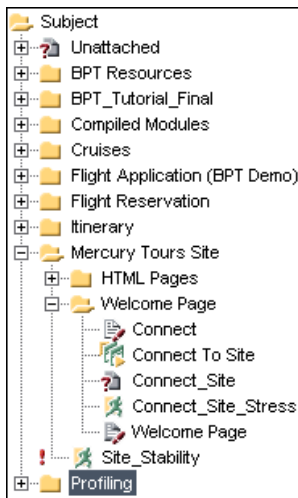 Subject
Unattached
BPT Resources
BPT_Tutorial_Final
Compiled Modules
Cruises
Flight Application (BPT Demo)
Flight Reservation
Itinerary
Mercury Tours Site
HTML Pages
Welcome Page
Connect
Connect To Site
Connect_Site
Connect_Site_Stress
Welcome Page
Site_Stability
Profiling